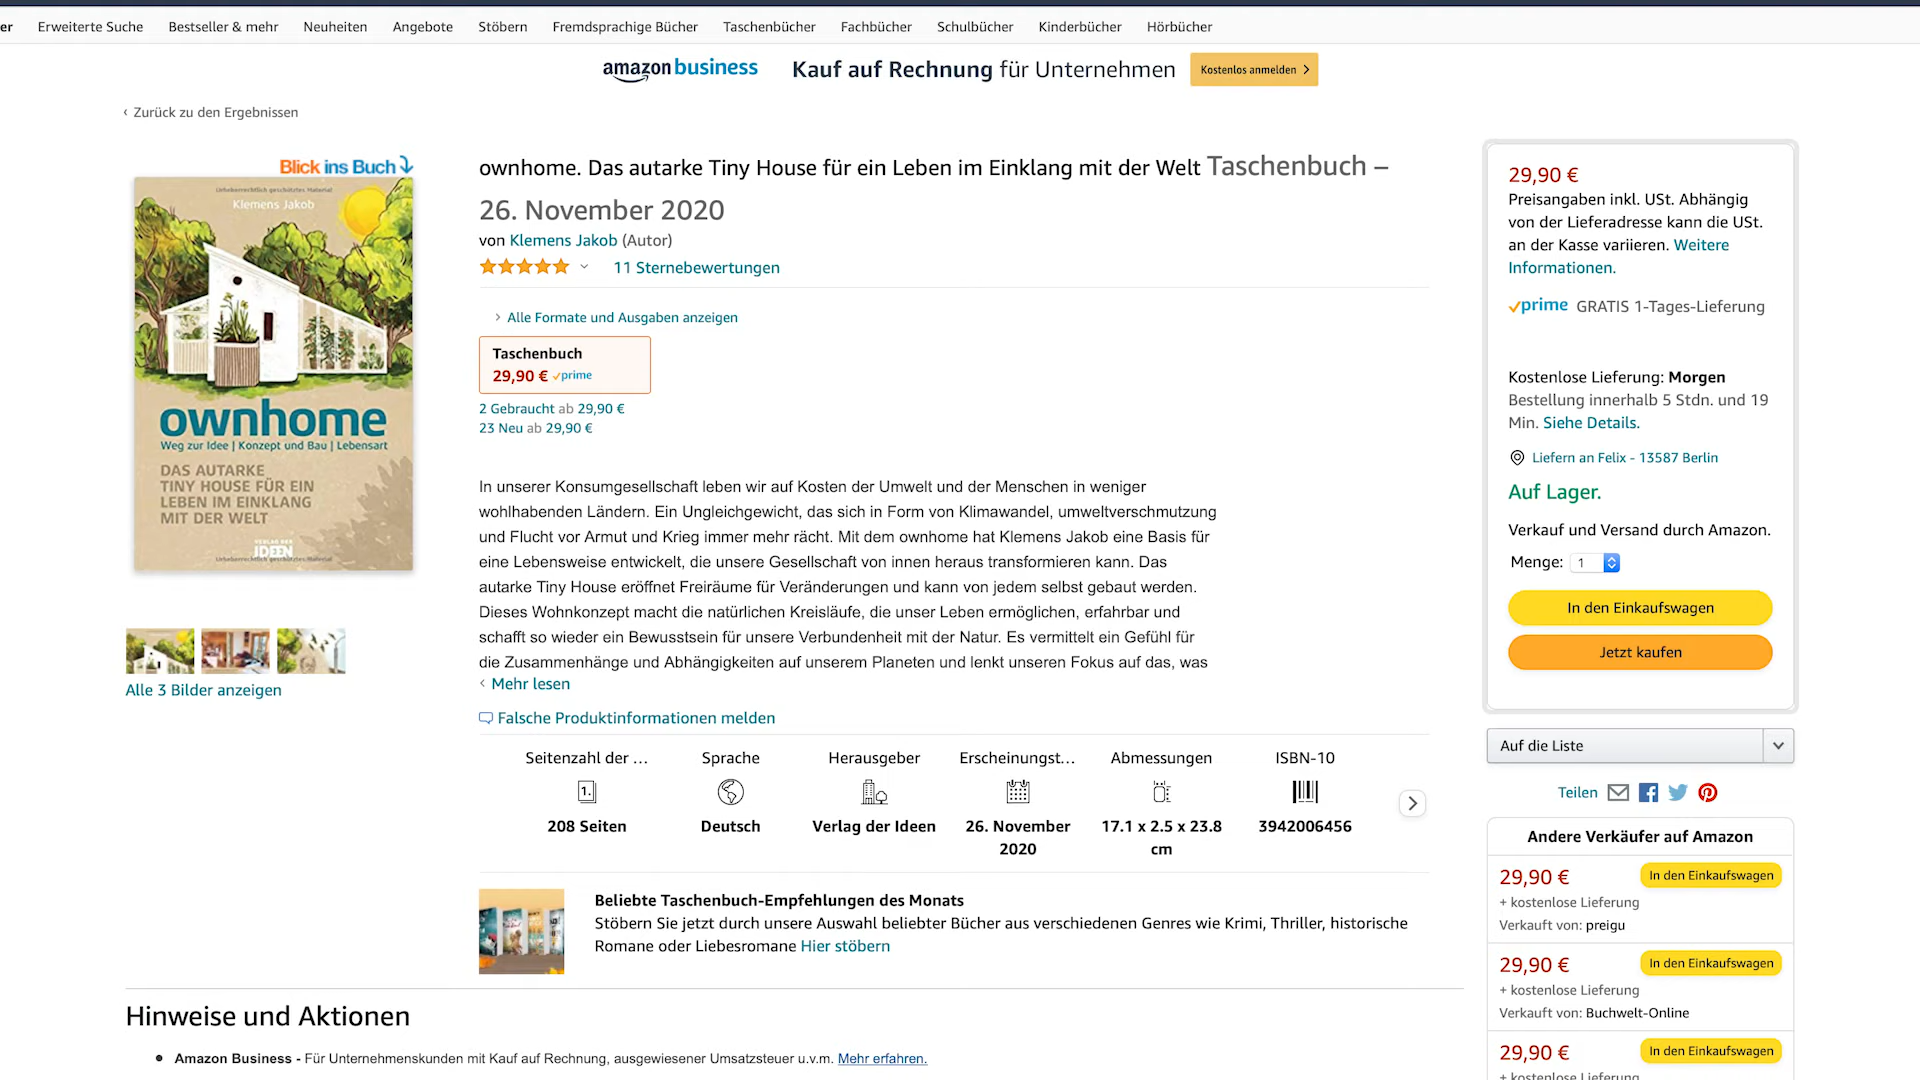 er Erweiterte Suche Bestseller & mehr Neuheiten Angebote Stöbern Fremdsprachige Bücher Taschenbücher Fachbücher Schulbücher Kinderbücher Hörbücher
amazon business Kauf auf Rechnung für Unternehmen Kostenlos anmelden >
‹ Zurück zu den Ergebnissen
Blick ins Buch
Urheberrechtlich geschütztes Material
Klemens Jakob
ownhome
Weg zur Idee | Konzept und Bau | Lebensart
DAS AUTARKE
TINY HOUSE FÜR EIN
LEBEN IM EINKLANG
MIT DER WELT
VERLAG DER
IDEEN
Urheberrechtlich geschütztes Material
Alle 3 Bilder anzeigen
ownhome. Das autarke Tiny House für ein Leben im Einklang mit der Welt Taschenbuch –
26. November 2020
von Klemens Jakob (Autor)
11 Sternebewertungen
› Alle Formate und Ausgaben anzeigen
Taschenbuch
29,90 € prime
2 Gebraucht ab 29,90 €
23 Neu ab 29,90 €
In unserer Konsumgesellschaft leben wir auf Kosten der Umwelt und der Menschen in weniger
wohlhabenden Ländern. Ein Ungleichgewicht, das sich in Form von Klimawandel, umweltverschmutzung
und Flucht vor Armut und Krieg immer mehr rächt. Mit dem ownhome hat Klemens Jakob eine Basis für
eine Lebensweise entwickelt, die unsere Gesellschaft von innen heraus transformieren kann. Das
autarke Tiny House eröffnet Freiräume für Veränderungen und kann von jedem selbst gebaut werden.
Dieses Wohnkonzept macht die natürlichen Kreisläufe, die unser Leben ermöglichen, erfahrbar und
schafft so wieder ein Bewusstsein für unsere Verbundenheit mit der Natur. Es vermittelt ein Gefühl für
die Zusammenhänge und Abhängigkeiten auf unserem Planeten und lenkt unseren Fokus auf das, was
‹ Mehr lesen
Falsche Produktinformationen melden
Seitenzahl der ... Sprache Herausgeber Erscheinungst... Abmessungen ISBN-10
1.
208 Seiten Deutsch Verlag der Ideen 26. November 17.1 x 2.5 x 23.8 3942006456
2020 cm
Beliebte Taschenbuch-Empfehlungen des Monats
Stöbern Sie jetzt durch unsere Auswahl beliebter Bücher aus verschiedenen Genres wie Krimi, Thriller, historische
Romane oder Liebesromane Hier stöbern
Hinweise und Aktionen
• Amazon Business - Für Unternehmenskunden mit Kauf auf Rechnung, ausgewiesener Umsatzsteuer u.v.m. Mehr erfahren.
29,90 €
Preisangaben inkl. USt. Abhängig
von der Lieferadresse kann die USt.
an der Kasse variieren. Weitere
Informationen.
prime GRATIS 1-Tages-Lieferung
Kostenlose Lieferung: Morgen
Bestellung innerhalb 5 Stdn. und 19
Min. Siehe Details.
Liefern an Felix - 13587 Berlin
Auf Lager.
Verkauf und Versand durch Amazon.
Menge: 1
In den Einkaufswagen
Jetzt kaufen
Auf die Liste
Teilen
Andere Verkäufer auf Amazon
29,90 € In den Einkaufswagen
+ kostenlose Lieferung
Verkauft von: preigu
29,90 € In den Einkaufswagen
+ kostenlose Lieferung
Verkauft von: Buchwelt-Online
29,90 € In den Einkaufswagen
+ kostenlose Lieferung